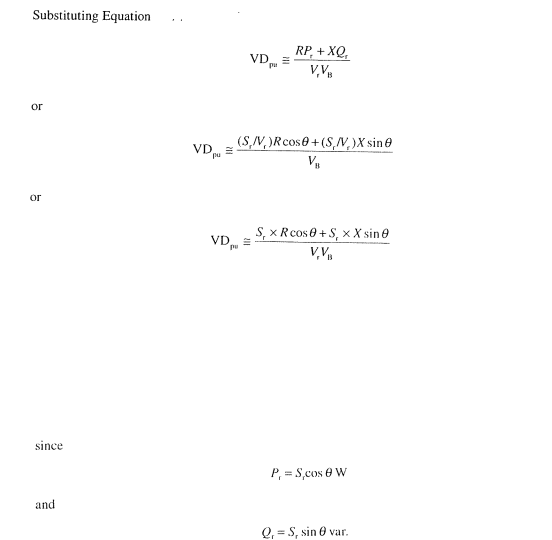 Substituting Equation
VD_pu ≅ (RP_r + XQ_r) / (V_r V_B)
or
VD_pu ≅ ((S_r/V_r)R cos θ + (S_r/V_r)X sin θ) / V_B
or
VD_pu ≅ (S_r × R cos θ + S_r × X sin θ) / (V_r V_B)
since
P_r = S_r cos θ W
and
Q_r = S_r sin θ var.